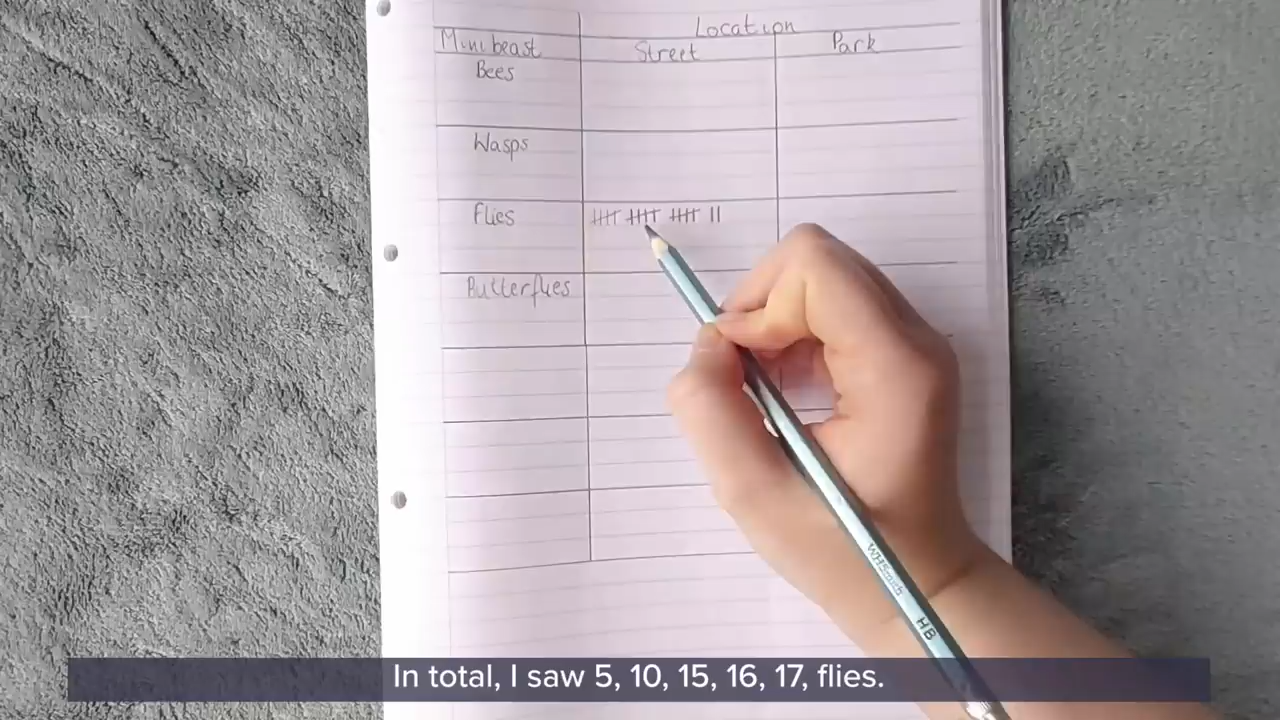 Location
Minibeast Street Park
Bees
Wasps
Flies
Butterflies
WHSmith HB
In total, I saw 5, 10, 15, 16, 17, flies.